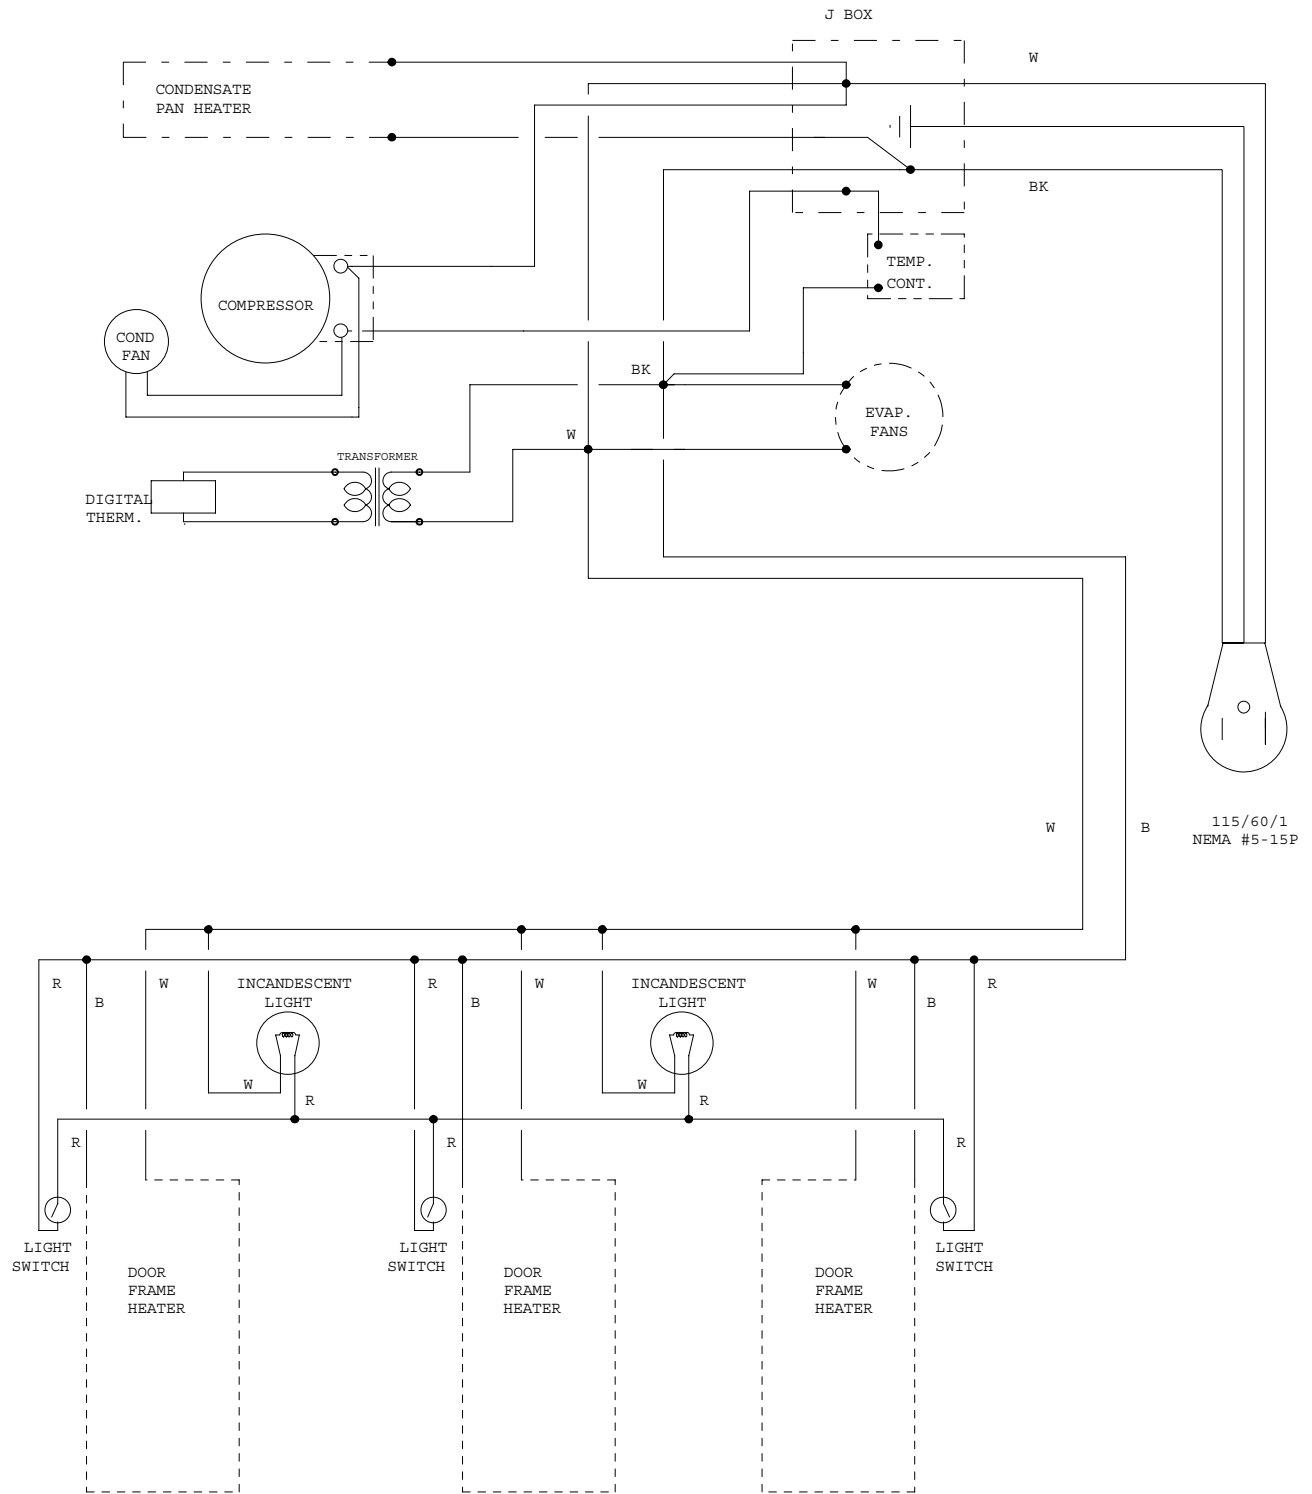 J BOX
W
CONDENSATE
PAN HEATER
BK
TEMP.
CONT.
COMPRESSOR
COND
FAN
BK
EVAP.
FANS
W
TRANSFORMER
DIGITAL
THERM.
115/60/1
NEMA #5-15P
W
B
R
B
W
INCANDESCENT
LIGHT
R
B
W
INCANDESCENT
LIGHT
W
B
R
W
R
W
R
R
R
R
LIGHT
SWITCH
LIGHT
SWITCH
LIGHT
SWITCH
DOOR
FRAME
HEATER
DOOR
FRAME
HEATER
DOOR
FRAME
HEATER